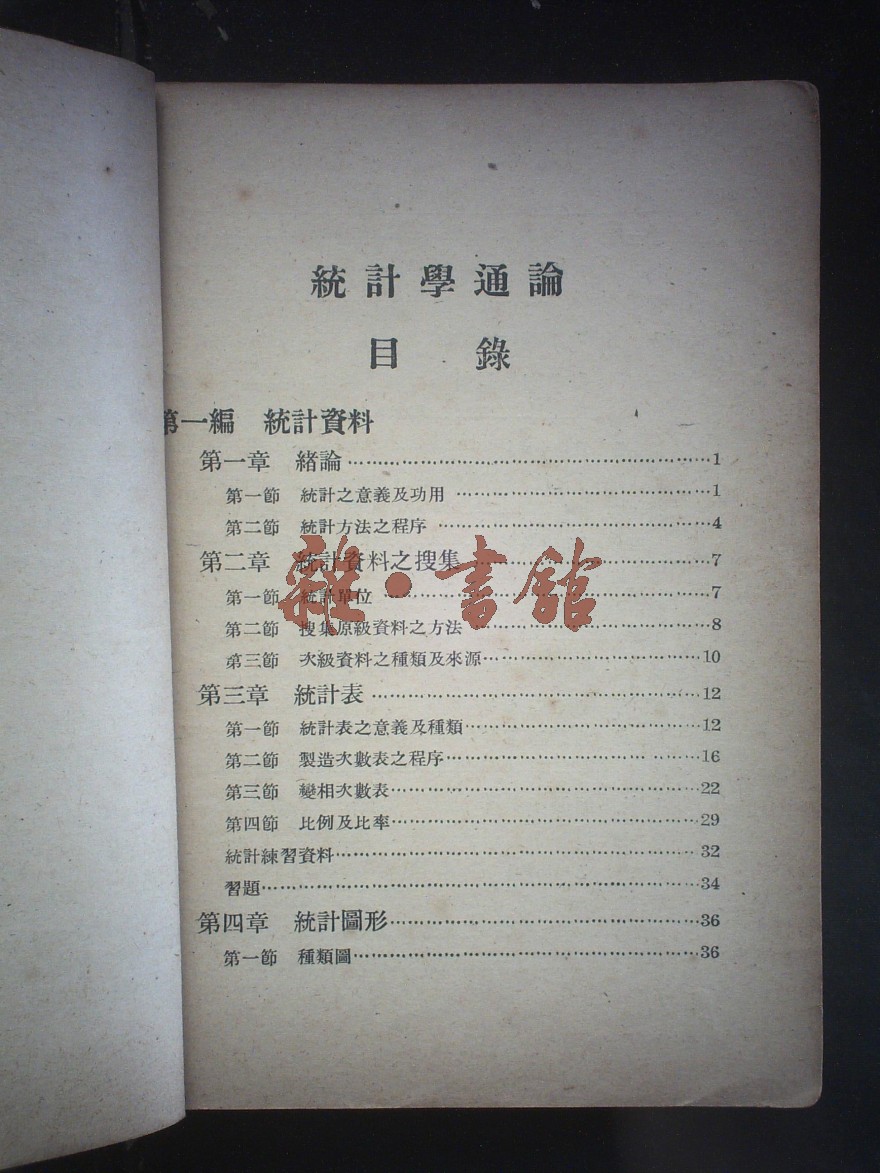 統計學通論
目錄
第一編 統計資料
第一章 緒論………………………………………1
第一節 統計之意義及功用………………………………1
第二節 統計方法之程序………………………………4
第二章 統計資料之搜集………………………………7
第一節 統計單位………………………………7
第二節 搜集原級資料之方法………………………………8
第三節 次級資料之種類及來源………………………………10
第三章 統計表………………………………12
第一節 統計表之意義及種類………………………………12
第二節 製造次數表之程序………………………………16
第三節 變相次數表………………………………22
第四節 比例及比率………………………………29
統計練習資料………………………………32
習題………………………………34
第四章 統計圖形………………………………36
第一節 種類圖………………………………36
雜·書館